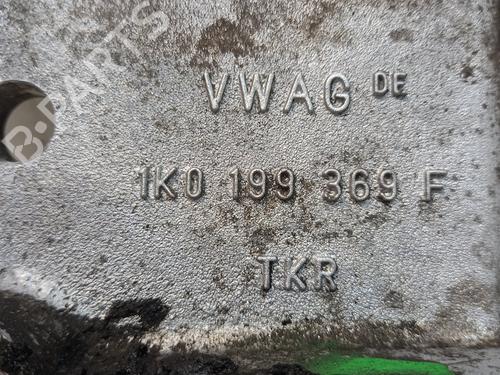 B-PARTS
VWAG DE
1K0 199 369 F
TKR